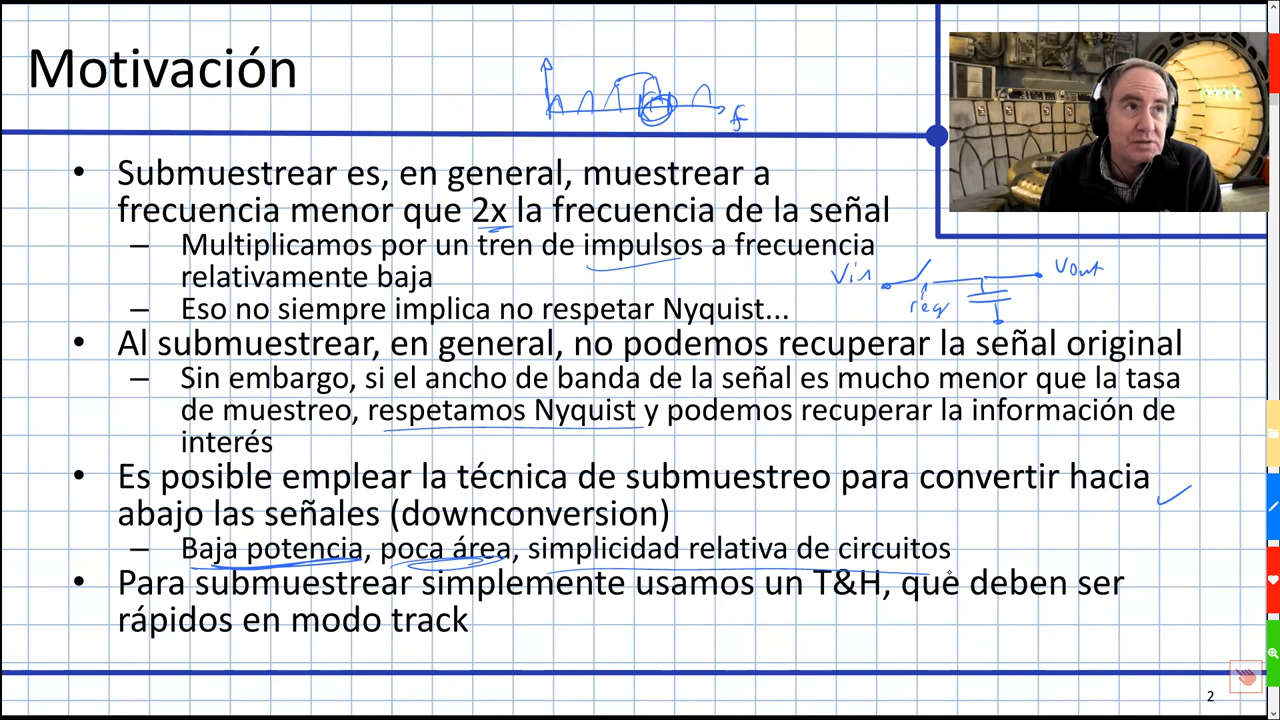 Motivación
f
• Submuestrear es, en general, muestrear a
frecuencia menor que 2x la frecuencia de la señal
– Multiplicamos por un tren de impulsos a frecuencia
relativamente baja
– Eso no siempre implica no respetar Nyquist...
Vin
Vout
• Al submuestrear, en general, no podemos recuperar la señal original
– Sin embargo, si el ancho de banda de la señal es mucho menor que la tasa
de muestreo, respetamos Nyquist y podemos recuperar la información de
interés
• Es posible emplear la técnica de submuestreo para convertir hacia
abajo las señales (downconversion)
– Baja potencia, poca área, simplicidad relativa de circuitos
• Para submuestrear simplemente usamos un T&H, que deben ser
rápidos en modo track
2